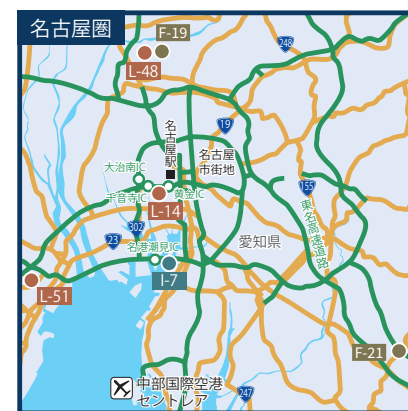 名古屋圏
F-19
248
L-48
19
名古屋駅
名古屋
市街地
大治南IC
千音寺IC
黄金IC
155
L-14
東名高速道路
302
23
名港潮見IC
愛知県
I-7
L-51
F-21
中部国際空港
セントレア
247